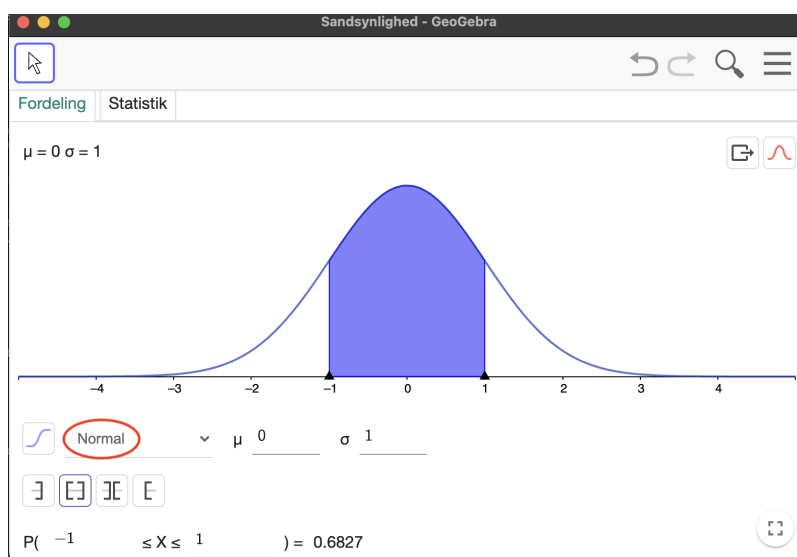 Sandsynlighed - GeoGebra
Fordeling Statistik
μ = 0 σ = 1
−4 −3 −2 −1 0 1 2 3 4
Normal μ 0 σ 1
P( −1 ≤ X ≤ 1 ) = 0.6827